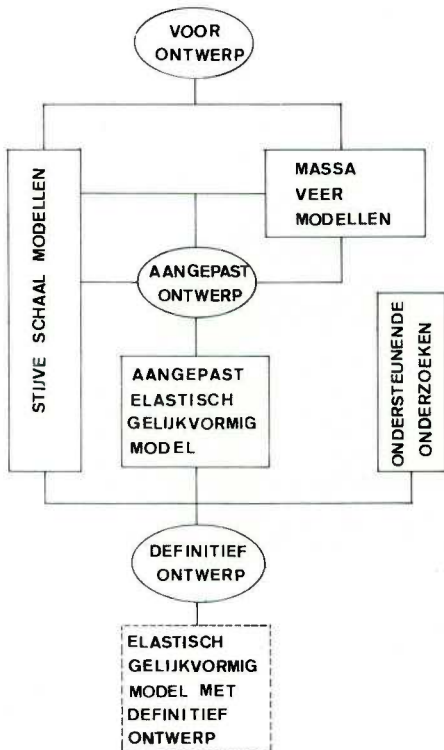 VOOR
ONTWERP
STIJVE SCHAAL MODELLEN
MASSA
VEER
MODELLEN
AANGEPAST
ONTWERP
AANGEPAST
ELASTISCH
GELIJKVORMIG
MODEL
ONDERSTEUNENDE
ONDERZOEKEN
DEFINITIEF
ONTWERP
ELASTISCH
GELIJKVORMIG
MODEL MET
DEFINITIEF
ONTWERP